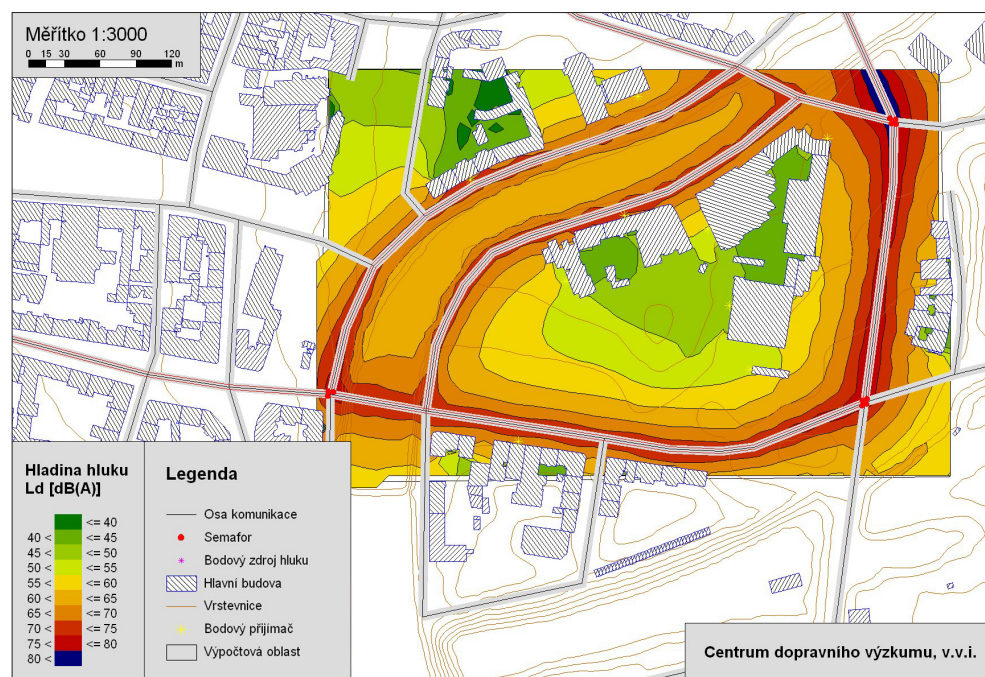 Měřítko 1:3000
0 15 30 60 90 120
m
Hladina hluku
Ld [dB(A)]
<= 40
40 < <= 45
45 < <= 50
50 < <= 55
55 < <= 60
60 < <= 65
65 < <= 70
70 < <= 75
75 < <= 80
80 <
Legenda
Osa komunikace
Semafor
Bodový zdroj hluku
Hlavní budova
Vrstevnice
Bodový přijímač
Výpočtová oblast
Centrum dopravního výzkumu, v.v.i.